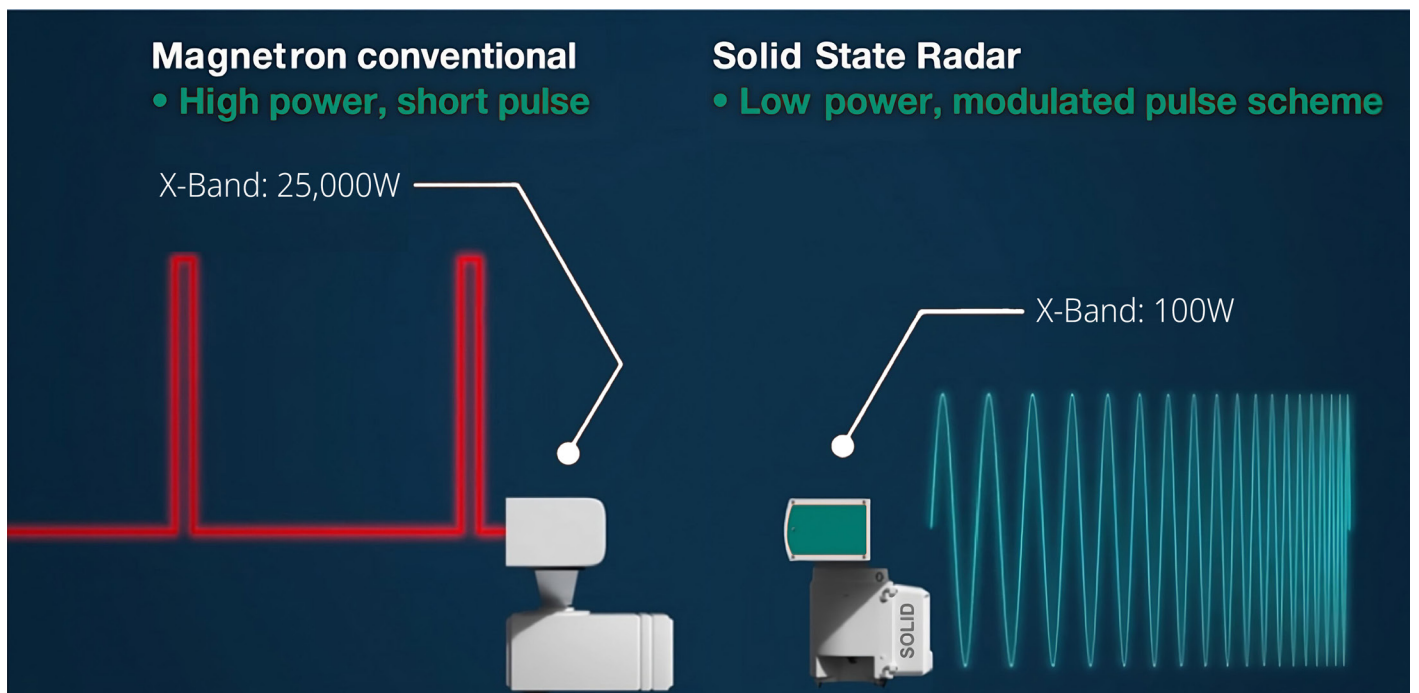 Magnetron conventional
• High power, short pulse
X-Band: 25,000W
Solid State Radar
• Low power, modulated pulse scheme
X-Band: 100W
SOLID